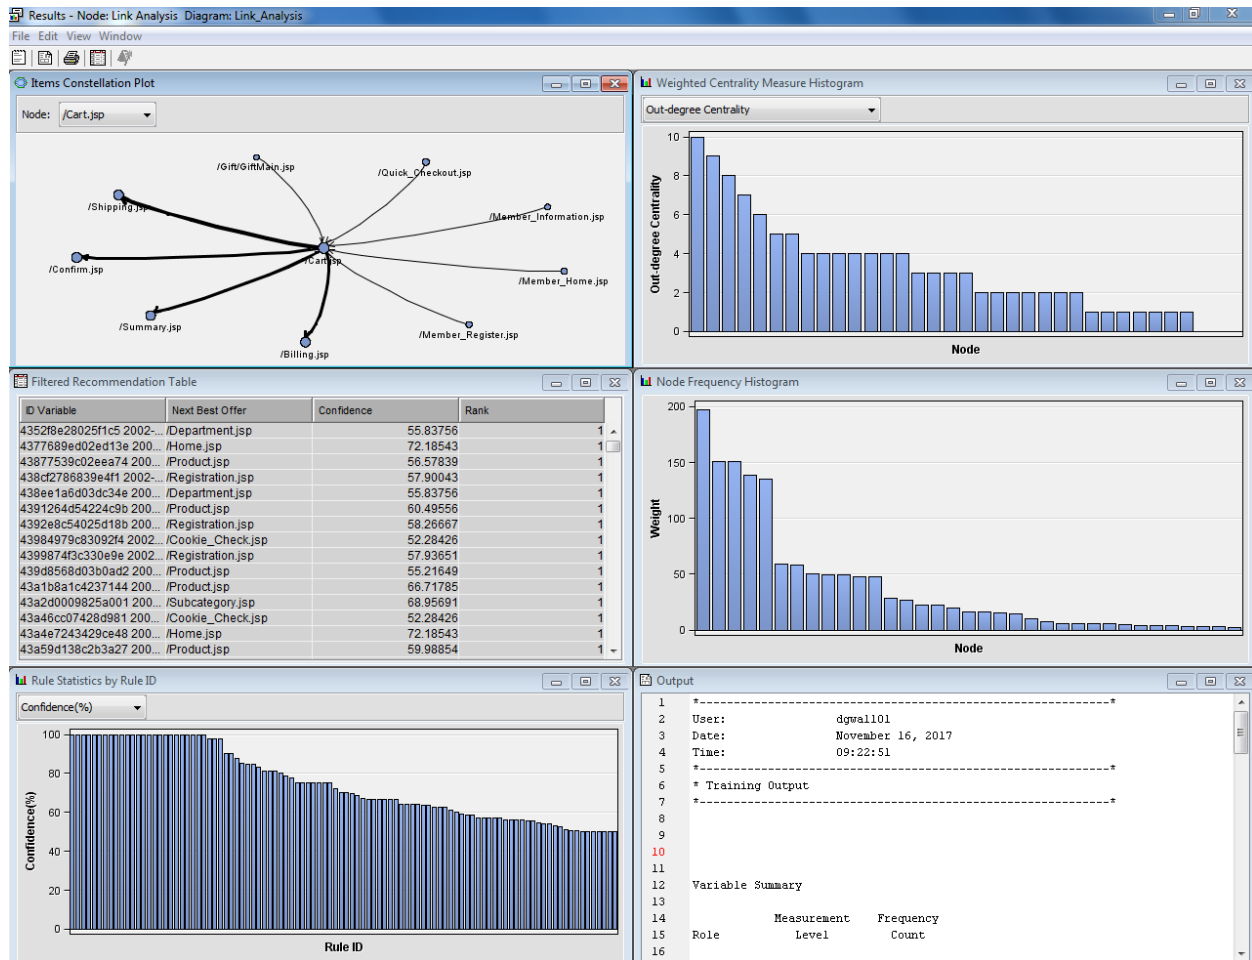 Results - Node: Link Analysis Diagram: Link_Analysis
File Edit View Window
Items Constellation Plot
Node: /Cart.jsp
/Gift/GiftMain.jsp
/Quick_Checkout.jsp
/Shipping.jsp
/Member_Information.jsp
/Cart.jsp
/Confirm.jsp
/Member_Home.jsp
/Summary.jsp
/Member_Register.jsp
/Billing.jsp
Weighted Centrality Measure Histogram
Out-degree Centrality
10
8
6
4
2
0
Out-degree Centrality
Node
Filtered Recommendation Table
ID Variable Next Best Offer Confidence Rank
4352f8e28025f1c5 2002-... /Department.jsp 55.83756 1
4377689ed02ed13e 200... /Home.jsp 72.18543 1
43877539c02eea74 200... /Product.jsp 56.57839 1
438cf2786839e4f1 2002-... /Registration.jsp 57.90043 1
438ee1a6d03dc34e 200... /Department.jsp 55.83756 1
4391264d54224c9b 200... /Product.jsp 60.49556 1
4392e8c54025d18b 200... /Registration.jsp 58.26667 1
43984979c83092f4 2002... /Cookie_Check.jsp 52.28426 1
4399874f3c330e9e 2002... /Registration.jsp 57.93651 1
439d8568d03b0ad2 200... /Product.jsp 55.21649 1
43a1b8a1c4237144 200... /Product.jsp 66.71785 1
43a2d0009825a001 200... /Subcategory.jsp 68.95691 1
43a46cc07428d981 200... /Cookie_Check.jsp 52.28426 1
43a4e7243429ce48 200... /Home.jsp 72.18543 1
43a59d138c2b3a27 200... /Product.jsp 59.98854 1
Node Frequency Histogram
200
150
100
50
0
Weight
Node
Rule Statistics by Rule ID
Confidence(%)
100
80
60
40
20
0
Confidence(%)
Rule ID
Output
1 *------------------------------------------------------------*
2 User: dgwall01
3 Date: November 16, 2017
4 Time: 09:22:51
5 *------------------------------------------------------------*
6 * Training Output
7 *------------------------------------------------------------*
8
9
10
11
12 Variable Summary
13
14 Measurement Frequency
15 Role Level Count
16